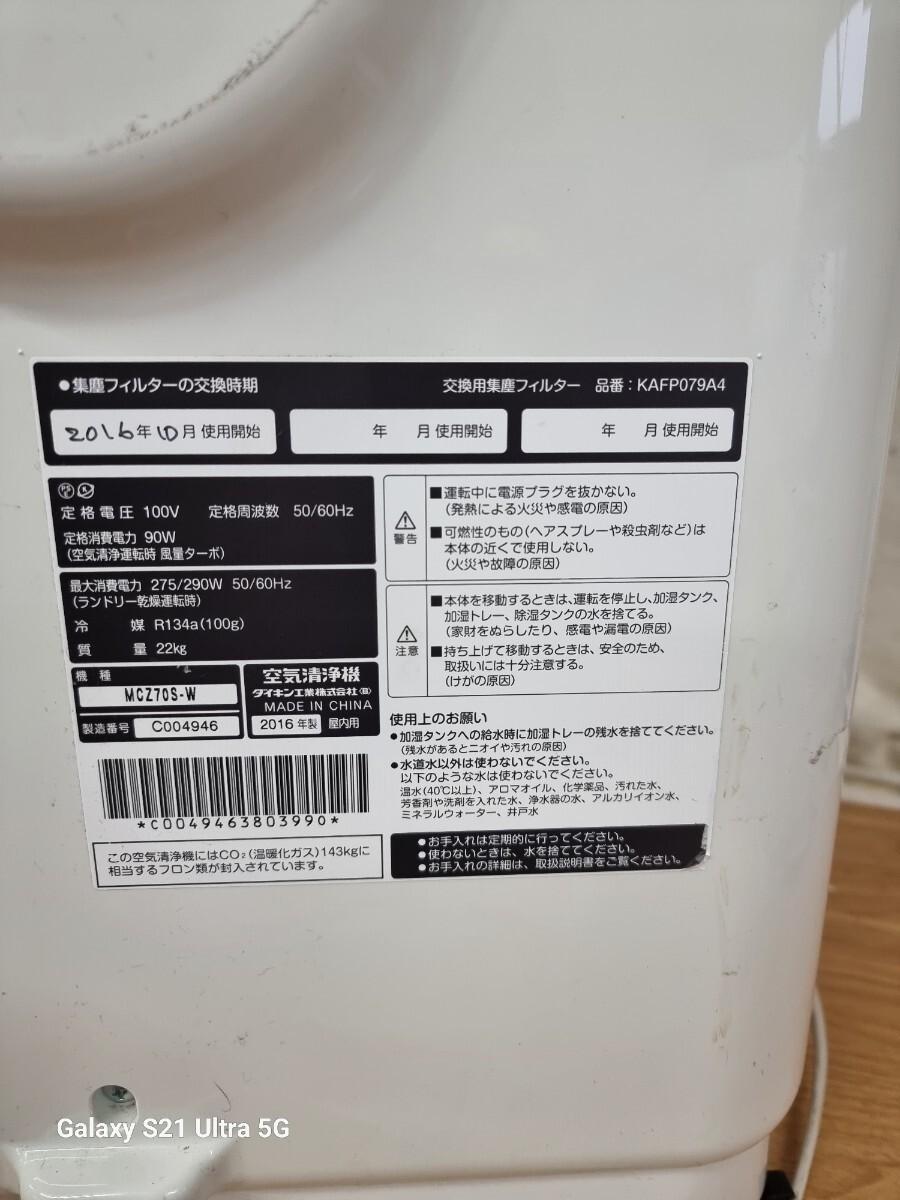 ●集塵フィルターの交換時期
交換用集塵フィルター 品番：KAFP079A4
2016年10月使用開始
年 月使用開始
年 月使用開始
PS E
定格電圧 100V 定格周波数 50/60Hz
定格消費電力 90W
(空気清浄運転時 風量ターボ)
最大消費電力 275/290W 50/60Hz
(ランドリー乾燥運転時)
冷 媒 R134a(100g)
質 量 22kg
機 種
MCZ70S-W
製造番号 C004946
空気清浄機
ダイキン工業株式会社Ⓑ
MADE IN CHINA
2016年製 屋内用
*C0049463803990*
この空気清浄機にはCO₂(温暖化ガス)143kgに
相当するフロン類が封入されています。
警告
■運転中に電源プラグを抜かない。
(発熱による火災や感電の原因)
■可燃性のもの(ヘアスプレーや殺虫剤など)は
本体の近くで使用しない。
(火災や故障の原因)
注意
■本体を移動するときは、運転を停止し、加湿タンク、
加湿トレー、除湿タンクの水を捨てる。
(家財をぬらしたり、感電や漏電の原因)
■持ち上げて移動するときは、安全のため、
取扱いには十分注意する。
(けがの原因)
使用上のお願い
●加湿タンクへの給水時に加湿トレーの残水を捨ててください。
(残水があるとニオイや汚れの原因)
●水道水以外は使わないでください。
以下のような水は使わないでください。
温水(40℃以上)、アロマオイル、化学薬品、汚れた水、
芳香剤や洗剤を入れた水、浄水器の水、アルカリイオン水、
ミネラルウォーター、井戸水
●お手入れは定期的に行ってください。
●使わないときは、水を捨ててください。
●お手入れの詳細は、取扱説明書をご覧ください。
Galaxy S21 Ultra 5G